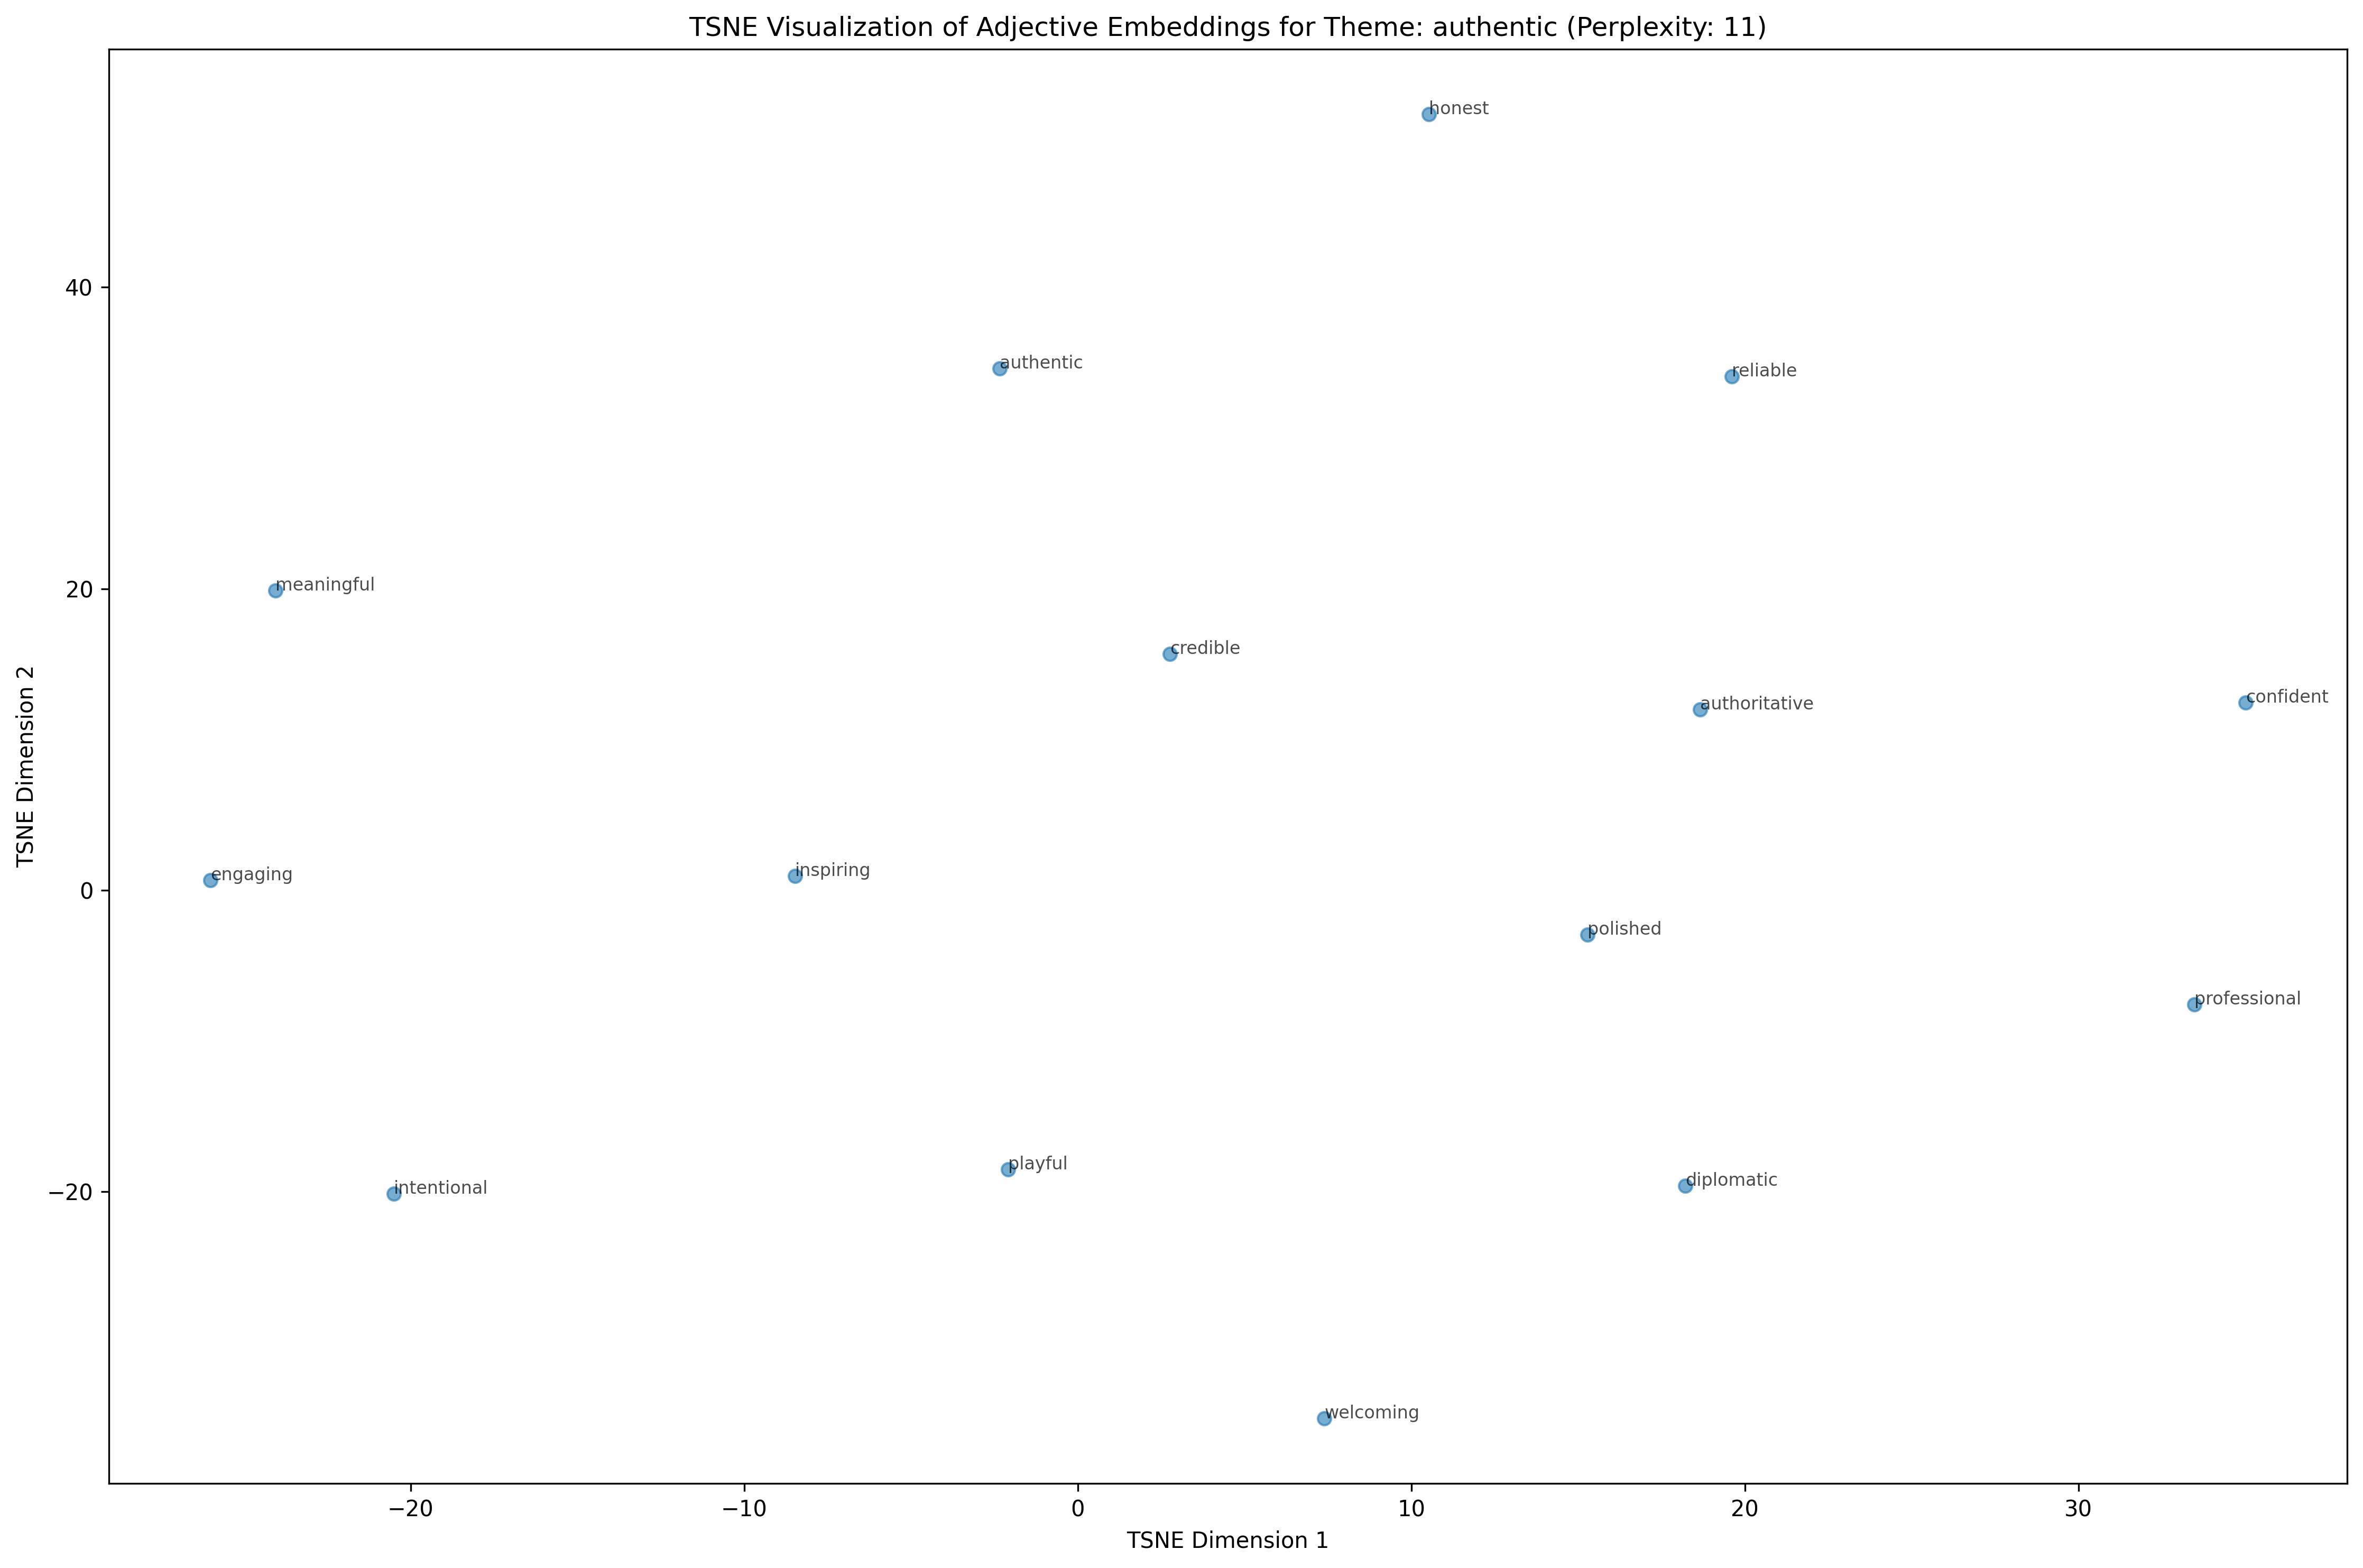 TSNE Visualization of Adjective Embeddings for Theme: authentic (Perplexity: 11)
honest
authentic
reliable
meaningful
credible
confident
authoritative
inspiring
engaging
polished
professional
playful
diplomatic
intentional
welcoming
40
20
0
−20
TSNE Dimension 2
−20
−10
0
10
20
30
TSNE Dimension 1